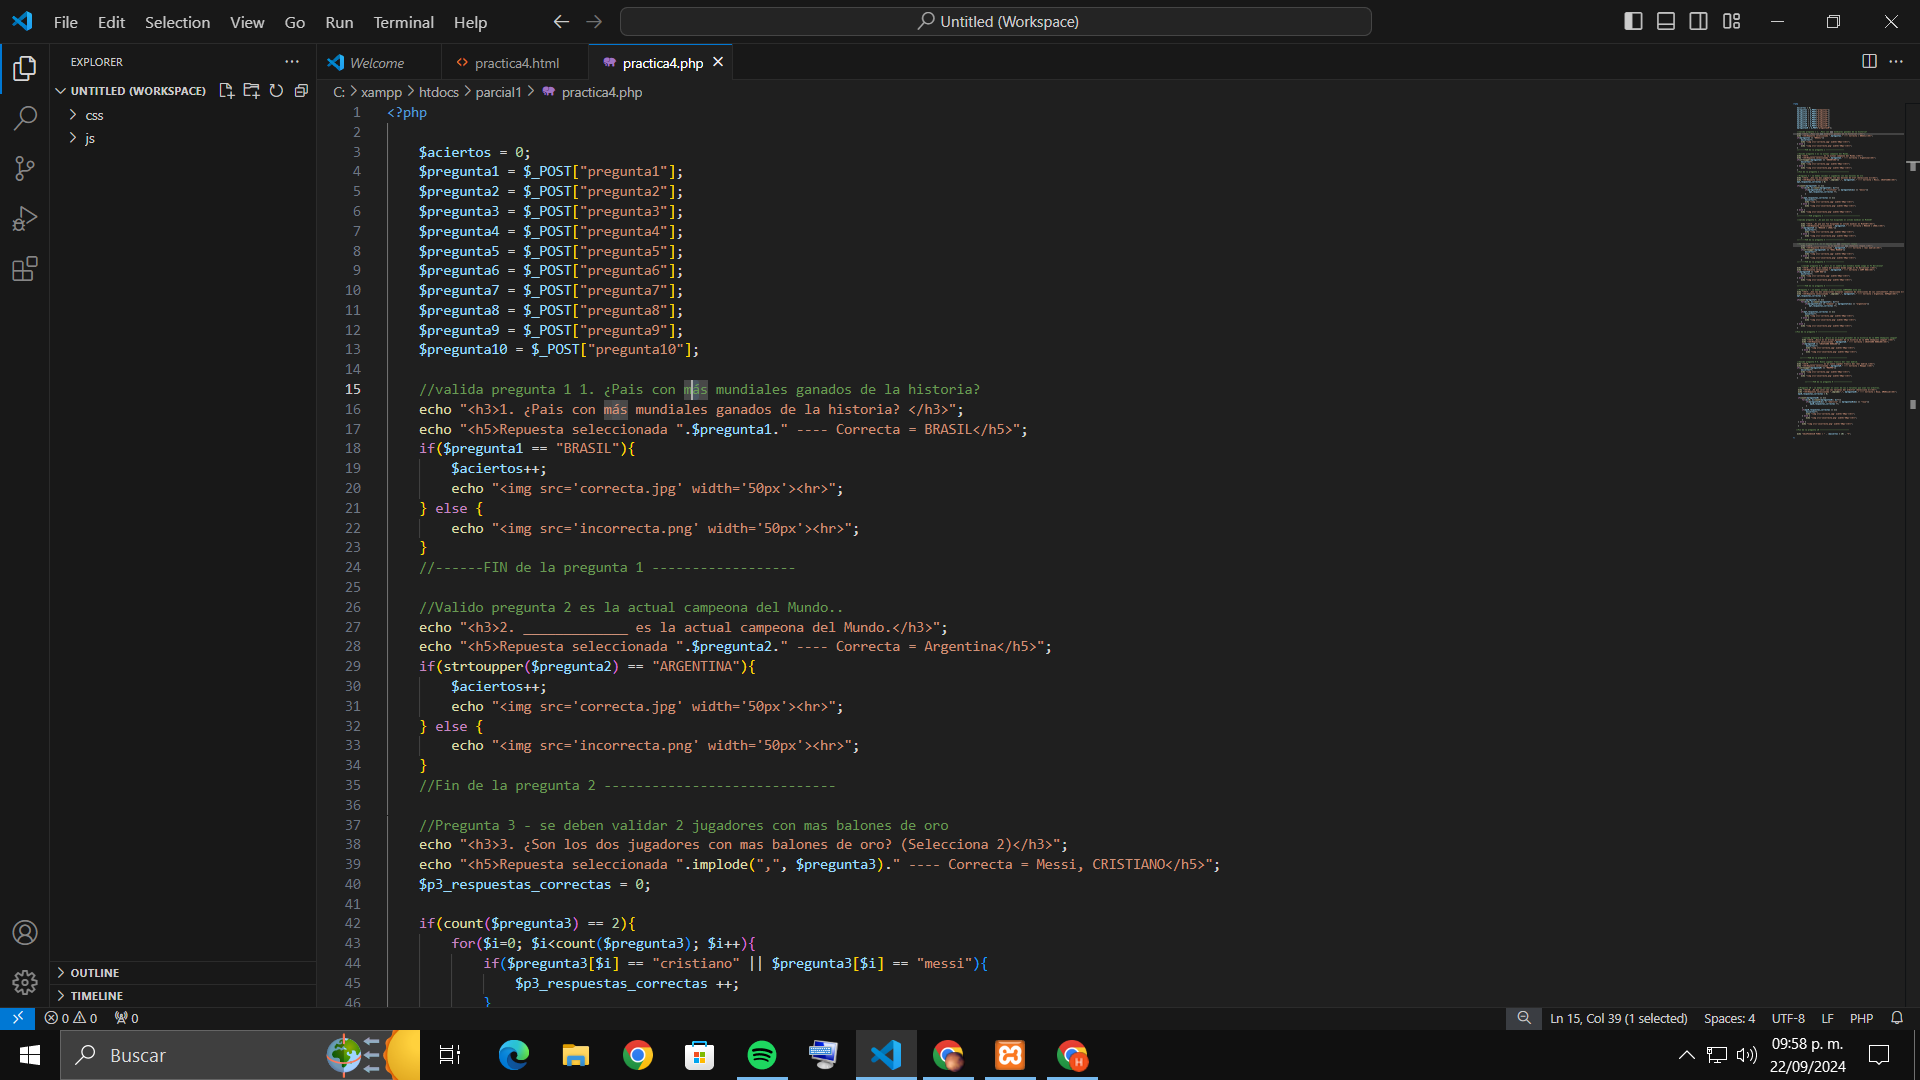 File Edit Selection View Go Run Terminal Help
Untitled (Workspace)
EXPLORER
UNTITLED (WORKSPACE)
css
js
OUTLINE
TIMELINE
Welcome
practica4.html
practica4.php
C: > xampp > htdocs > parcial1 > practica4.php
1 <?php
2
3 $aciertos = 0;
4 $pregunta1 = $_POST["pregunta1"];
5 $pregunta2 = $_POST["pregunta2"];
6 $pregunta3 = $_POST["pregunta3"];
7 $pregunta4 = $_POST["pregunta4"];
8 $pregunta5 = $_POST["pregunta5"];
9 $pregunta6 = $_POST["pregunta6"];
10 $pregunta7 = $_POST["pregunta7"];
11 $pregunta8 = $_POST["pregunta8"];
12 $pregunta9 = $_POST["pregunta9"];
13 $pregunta10 = $_POST["pregunta10"];
14
15 //valida pregunta 1 1. ¿Pais con más mundiales ganados de la historia?
16 echo "<h3>1. ¿Pais con más mundiales ganados de la historia? </h3>";
17 echo "<h5>Repuesta seleccionada ".$pregunta1." ---- Correcta = BRASIL</h5>";
18 if($pregunta1 == "BRASIL"){
19 $aciertos++;
20 echo "<img src='correcta.jpg' width='50px'><hr>";
21 } else {
22 echo "<img src='incorrecta.png' width='50px'><hr>";
23 }
24 //------FIN de la pregunta 1 ------------------
25
26 //Valido pregunta 2 es la actual campeona del Mundo..
27 echo "<h3>2. _____________ es la actual campeona del Mundo.</h3>";
28 echo "<h5>Repuesta seleccionada ".$pregunta2." ---- Correcta = Argentina</h5>";
29 if(strtoupper($pregunta2) == "ARGENTINA"){
30 $aciertos++;
31 echo "<img src='correcta.jpg' width='50px'><hr>";
32 } else {
33 echo "<img src='incorrecta.png' width='50px'><hr>";
34 }
35 //Fin de la pregunta 2 -----------------------------
36
37 //Pregunta 3 - se deben validar 2 jugadores con mas balones de oro
38 echo "<h3>3. ¿Son los dos jugadores con mas balones de oro? (Selecciona 2)</h3>";
39 echo "<h5>Repuesta seleccionada ".implode(",", $pregunta3)." ---- Correcta = Messi, CRISTIANO</h5>";
40 $p3_respuestas_correctas = 0;
41
42 if(count($pregunta3) == 2){
43 for($i=0; $i<count($pregunta3); $i++){
44 if($pregunta3[$i] == "cristiano" || $pregunta3[$i] == "messi"){
45 $p3_respuestas_correctas ++;
46 }
0 0 0
Ln 15, Col 39 (1 selected) Spaces: 4 UTF-8 LF PHP
Buscar
09:58 p. m.
22/09/2024